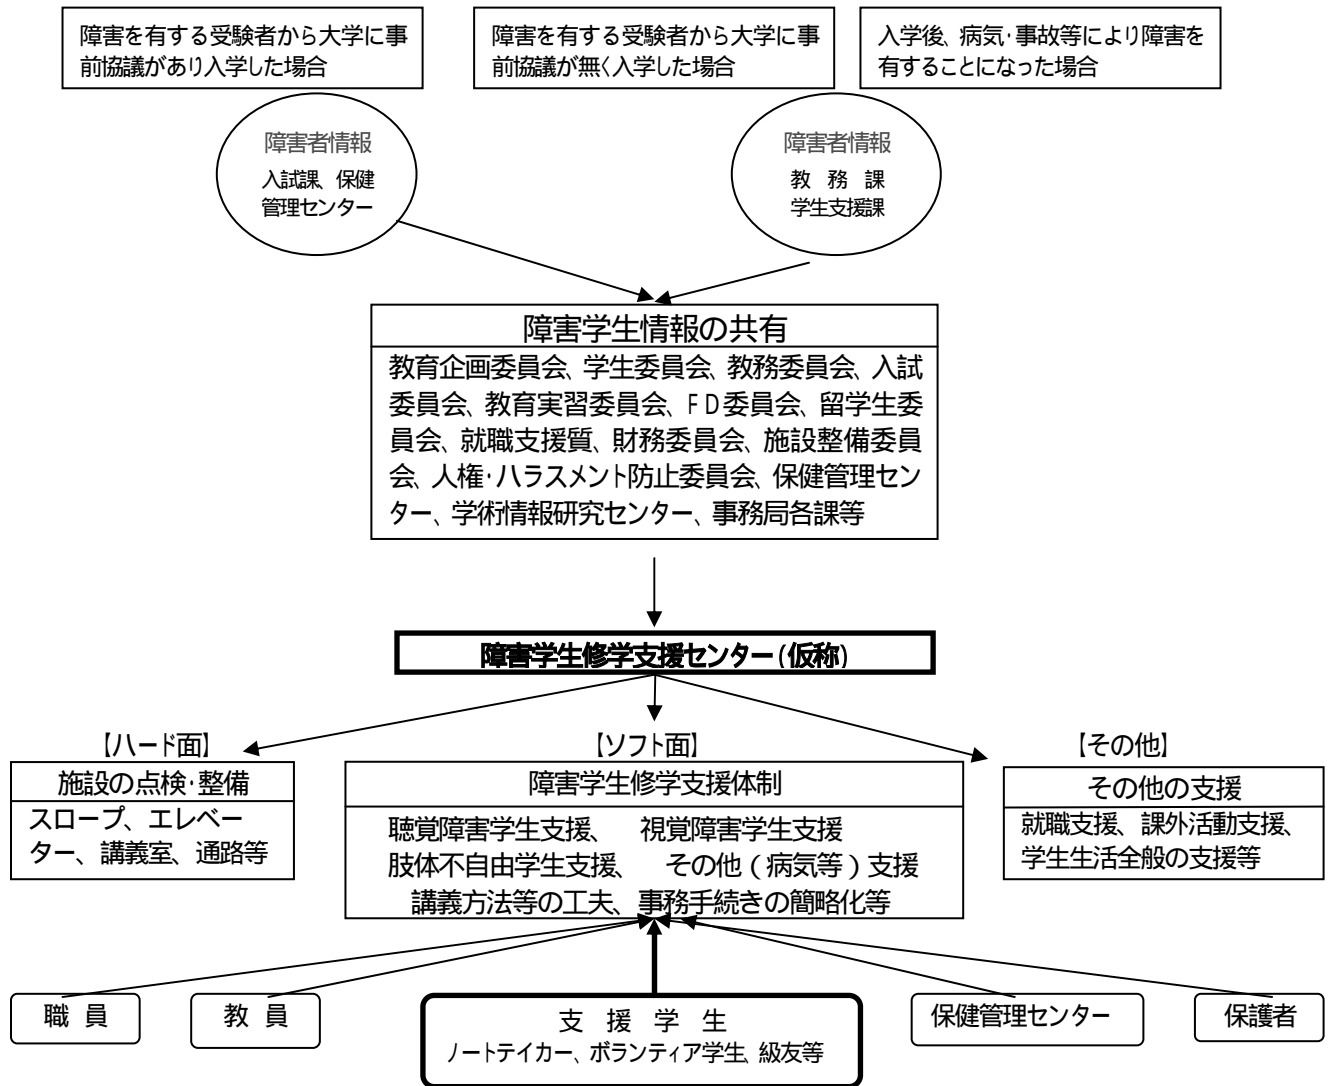 障害を有する受験者から大学に事
前協議があり入学した場合
障害を有する受験者から大学に事
前協議が無く入学した場合
入学後、病気・事故等により障害を
有することになった場合
障害者情報
入試課、保健
管理センター
障害者情報
教 務 課
学生支援課
障害学生情報の共有
教育企画委員会、学生委員会、教務委員会、入試
委員会、教育実習委員会、FD委員会、留学生委
員会、就職支援質、財務委員会、施設整備委員
会、人権・ハラスメント防止委員会、保健管理セン
ター、学術情報研究センター、事務局各課等
障害学生修学支援センター(仮称)
【ハード面】
施設の点検・整備
スロープ、エレベー
ター、講義室、通路等
【ソフト面】
障害学生修学支援体制
聴覚障害学生支援、 視覚障害学生支援
肢体不自由学生支援、 その他(病気等)支援
講義方法等の工夫、事務手続きの簡略化等
【その他】
その他の支援
就職支援、課外活動支援、
学生生活全般の支援等
職 員
教 員
支 援 学 生
ノートテイカー、ボランティア学生、級友等
保健管理センター
保護者